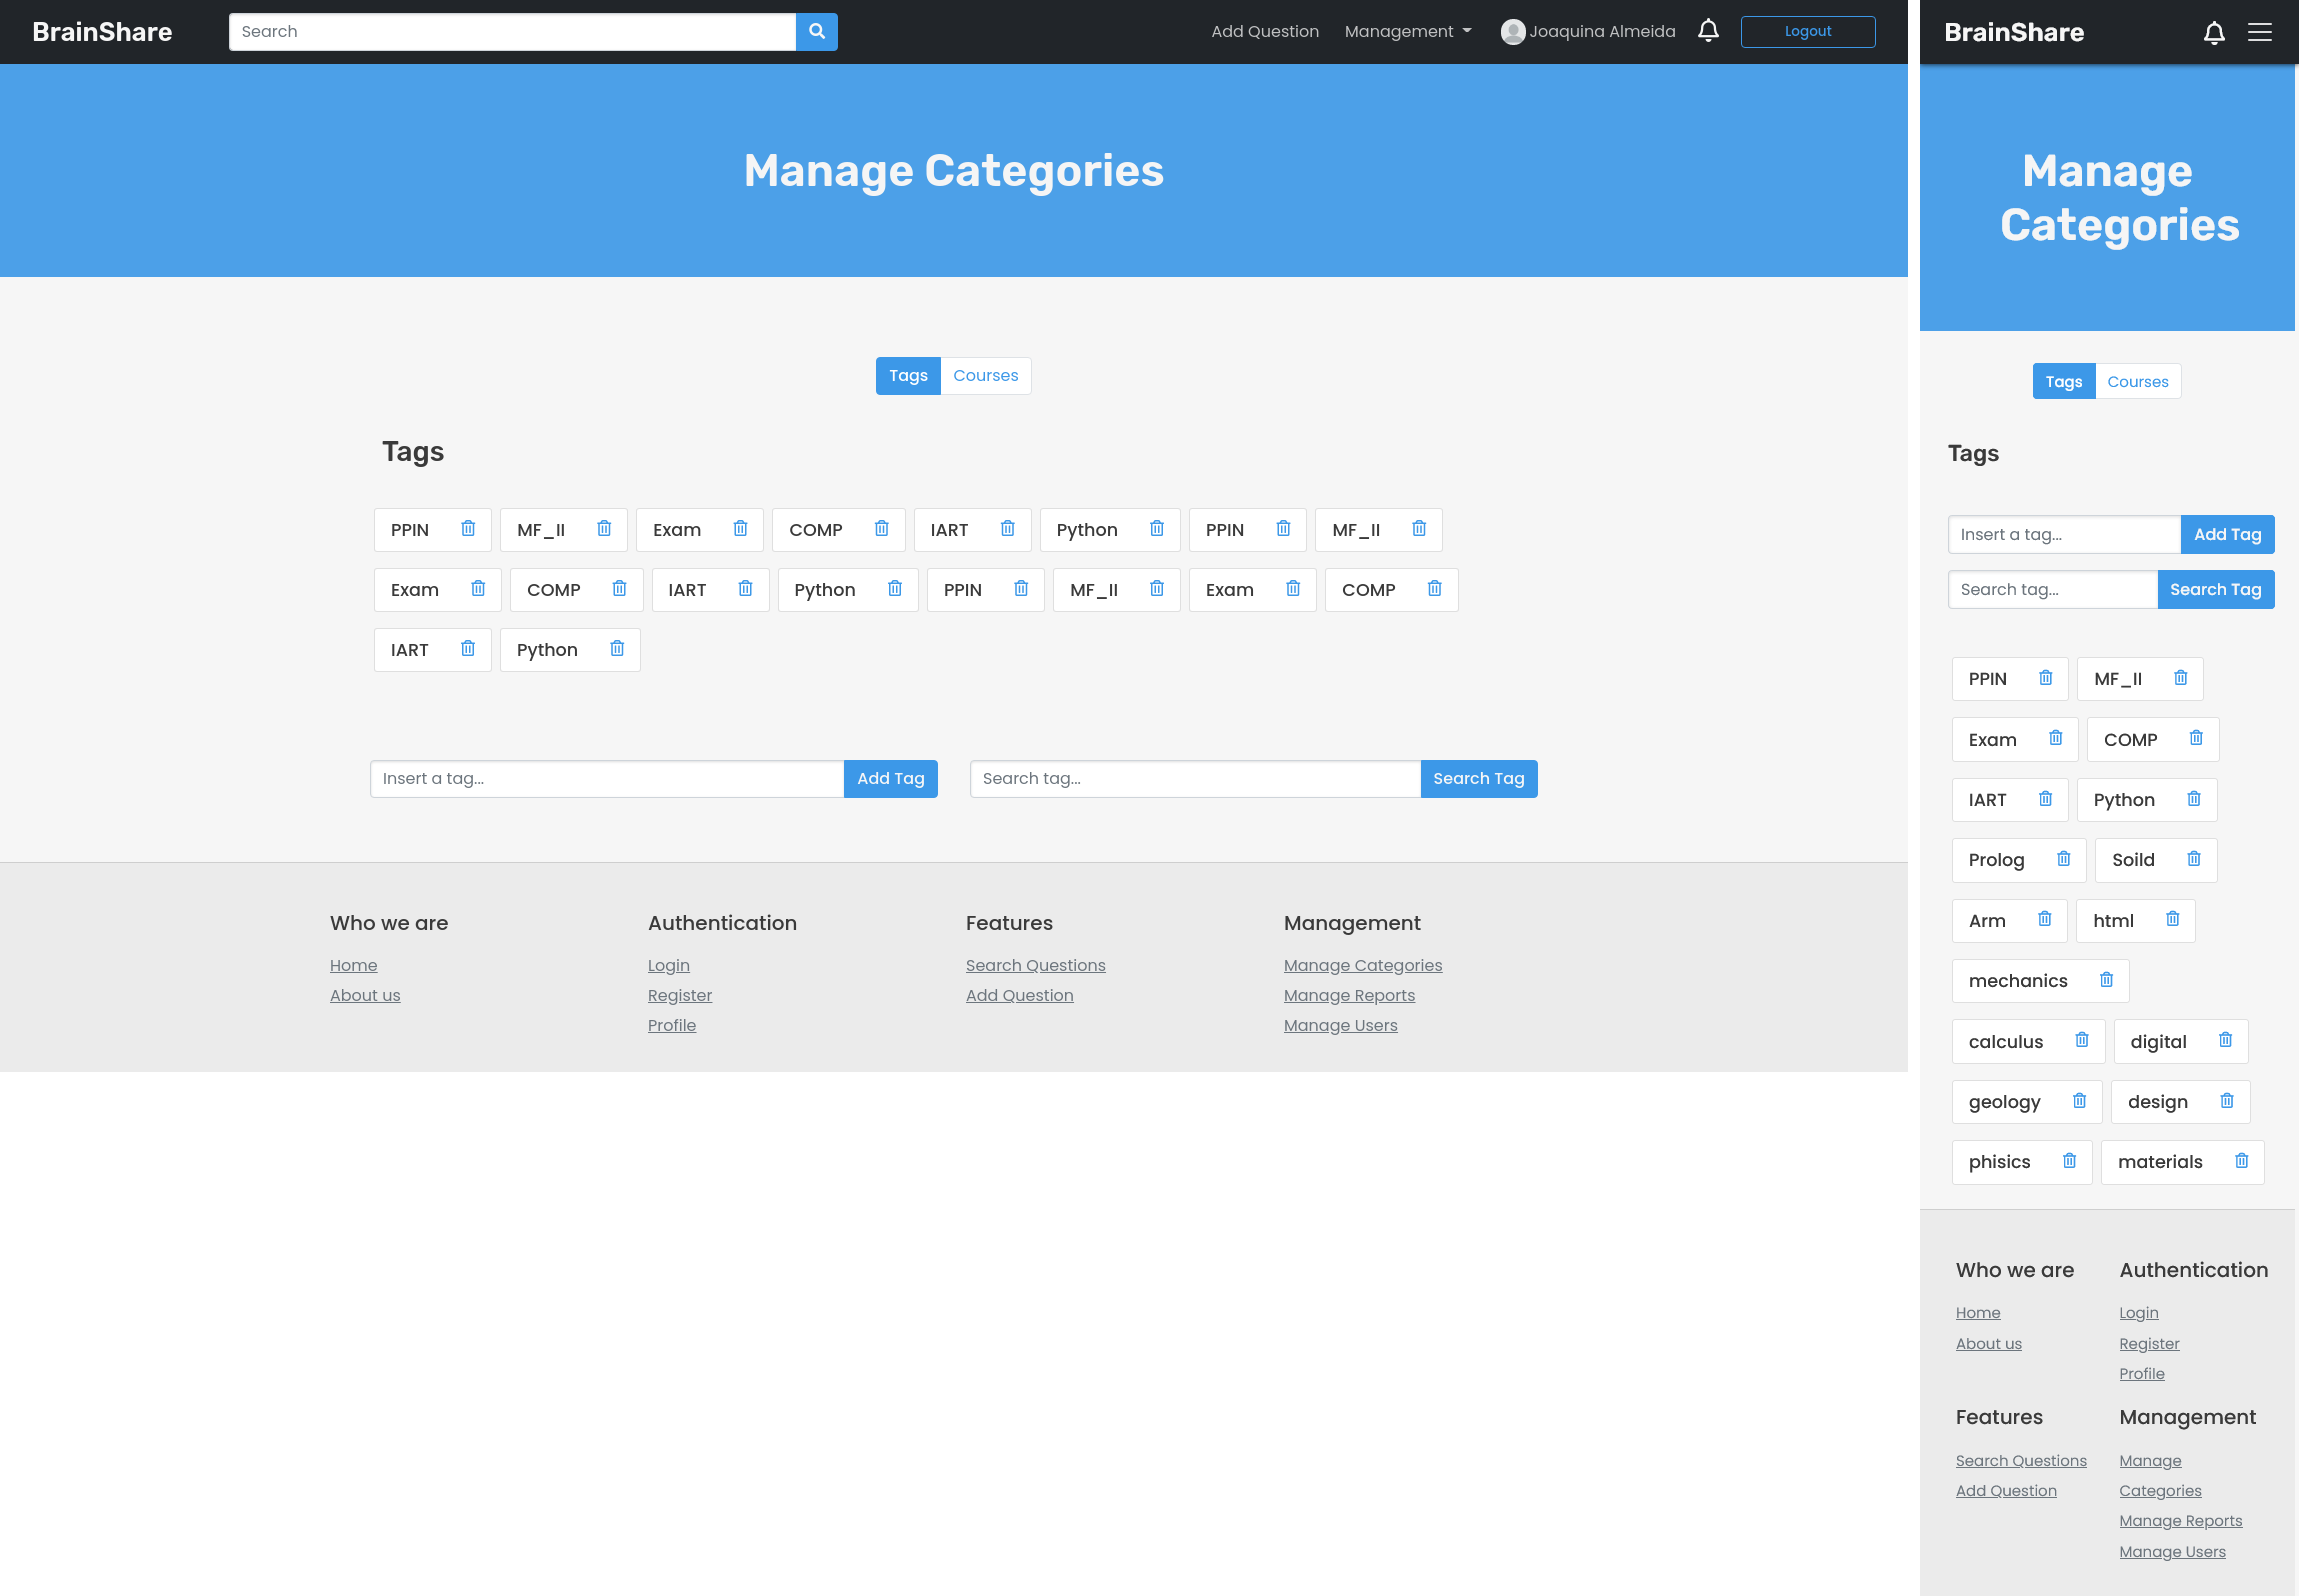 BrainShare
Search
Add Question
Management
Joaquina Almeida
Logout
Manage Categories
Tags Courses
Tags
PPIN MF_II Exam COMP IART Python PPIN MF_II
Exam COMP IART Python PPIN MF_II Exam COMP
IART Python
Insert a tag... Add Tag Search tag... Search Tag
Who we are
Home
About us
Authentication
Login
Register
Profile
Features
Search Questions
Add Question
Management
Manage Categories
Manage Reports
Manage Users
BrainShare
Manage
Categories
Tags Courses
Tags
Insert a tag... Add Tag
Search tag... Search Tag
PPIN MF_II
Exam COMP
IART Python
Prolog Soild
Arm html
mechanics
calculus digital
geology design
phisics materials
Who we are
Home
About us
Authentication
Login
Register
Profile
Features
Search Questions
Add Question
Management
Manage
Categories
Manage Reports
Manage Users